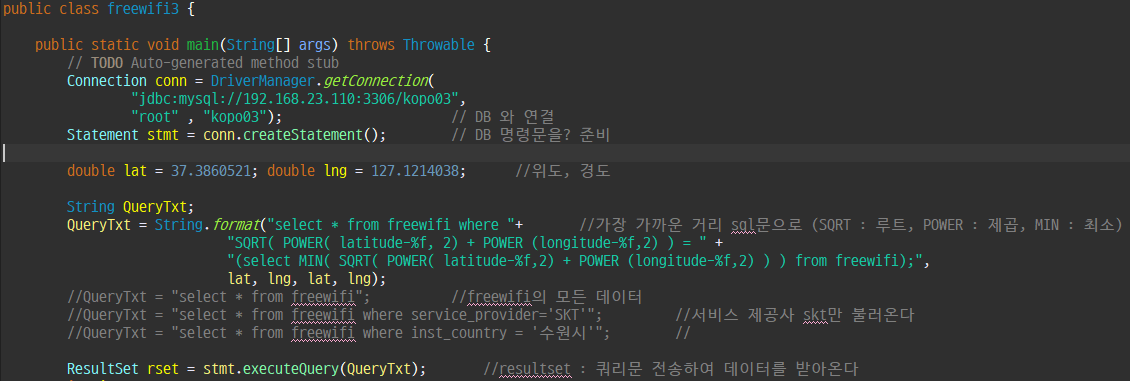 public class freewifi3 {
public static void main(String[] args) throws Throwable {
// TODO Auto-generated method stub
Connection conn = DriverManager.getConnection(
"jdbc:mysql://192.168.23.110:3306/kopo03",
"root" , "kopo03"); // DB 와 연결
Statement stmt = conn.createStatement(); // DB 명령문을? 준비
double lat = 37.3860521; double lng = 127.1214038; //위도, 경도
String QueryTxt;
QueryTxt = String.format("select * from freewifi where "+ //가장 가까운 거리 sql문으로 (SQRT : 루트, POWER : 제곱, MIN : 최소)
"SQRT( POWER( latitude-%f, 2) + POWER (longitude-%f,2) ) = " +
"(select MIN( SQRT( POWER( latitude-%f,2) + POWER (longitude-%f,2) ) ) from freewifi);",
lat, lng, lat, lng);
//QueryTxt = "select * from freewifi"; //freewifi의 모든 데이터
//QueryTxt = "select * from freewifi where service_provider='SKT'"; //서비스 제공사 skt만 불러온다
//QueryTxt = "select * from freewifi where inst_country = '수원시'"; //
ResultSet rset = stmt.executeQuery(QueryTxt); //resultset : 쿼리문 전송하여 데이터를 받아온다